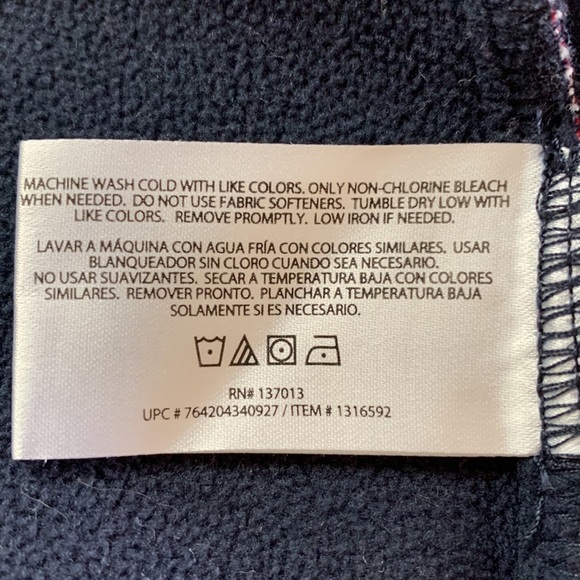 MACHINE WASH COLD WITH LIKE COLORS. ONLY NON-CHLORINE BLEACH
WHEN NEEDED. DO NOT USE FABRIC SOFTENERS. TUMBLE DRY LOW WITH
LIKE COLORS. REMOVE PROMPTLY. LOW IRON IF NEEDED.
LAVAR A MÁQUINA CON AGUA FRÍA CON COLORES SIMILARES. USAR
BLANQUEADOR SIN CLORO CUANDO SEA NECESARIO.
NO USAR SUAVIZANTES. SECAR A TEMPERATURA BAJA CON COLORES
SIMILARES. REMOVER PRONTO. PLANCHAR A TEMPERATURA BAJA
SOLAMENTE SI ES NECESARIO.
RN# 137013
UPC # 764204340927 / ITEM # 1316592